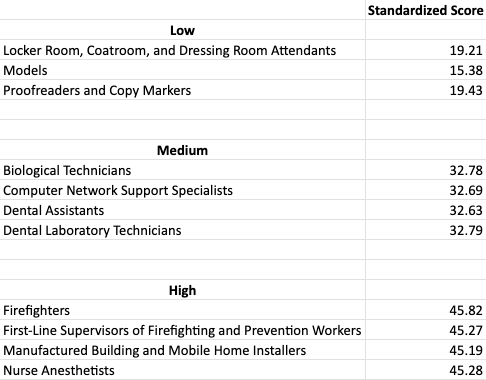 Standardized Score
Low
Locker Room, Coatroom, and Dressing Room Attendants 19.21
Models 15.38
Proofreaders and Copy Markers 19.43
Medium
Biological Technicians 32.78
Computer Network Support Specialists 32.69
Dental Assistants 32.63
Dental Laboratory Technicians 32.79
High
Firefighters 45.82
First-Line Supervisors of Firefighting and Prevention Workers 45.27
Manufactured Building and Mobile Home Installers 45.19
Nurse Anesthetists 45.28